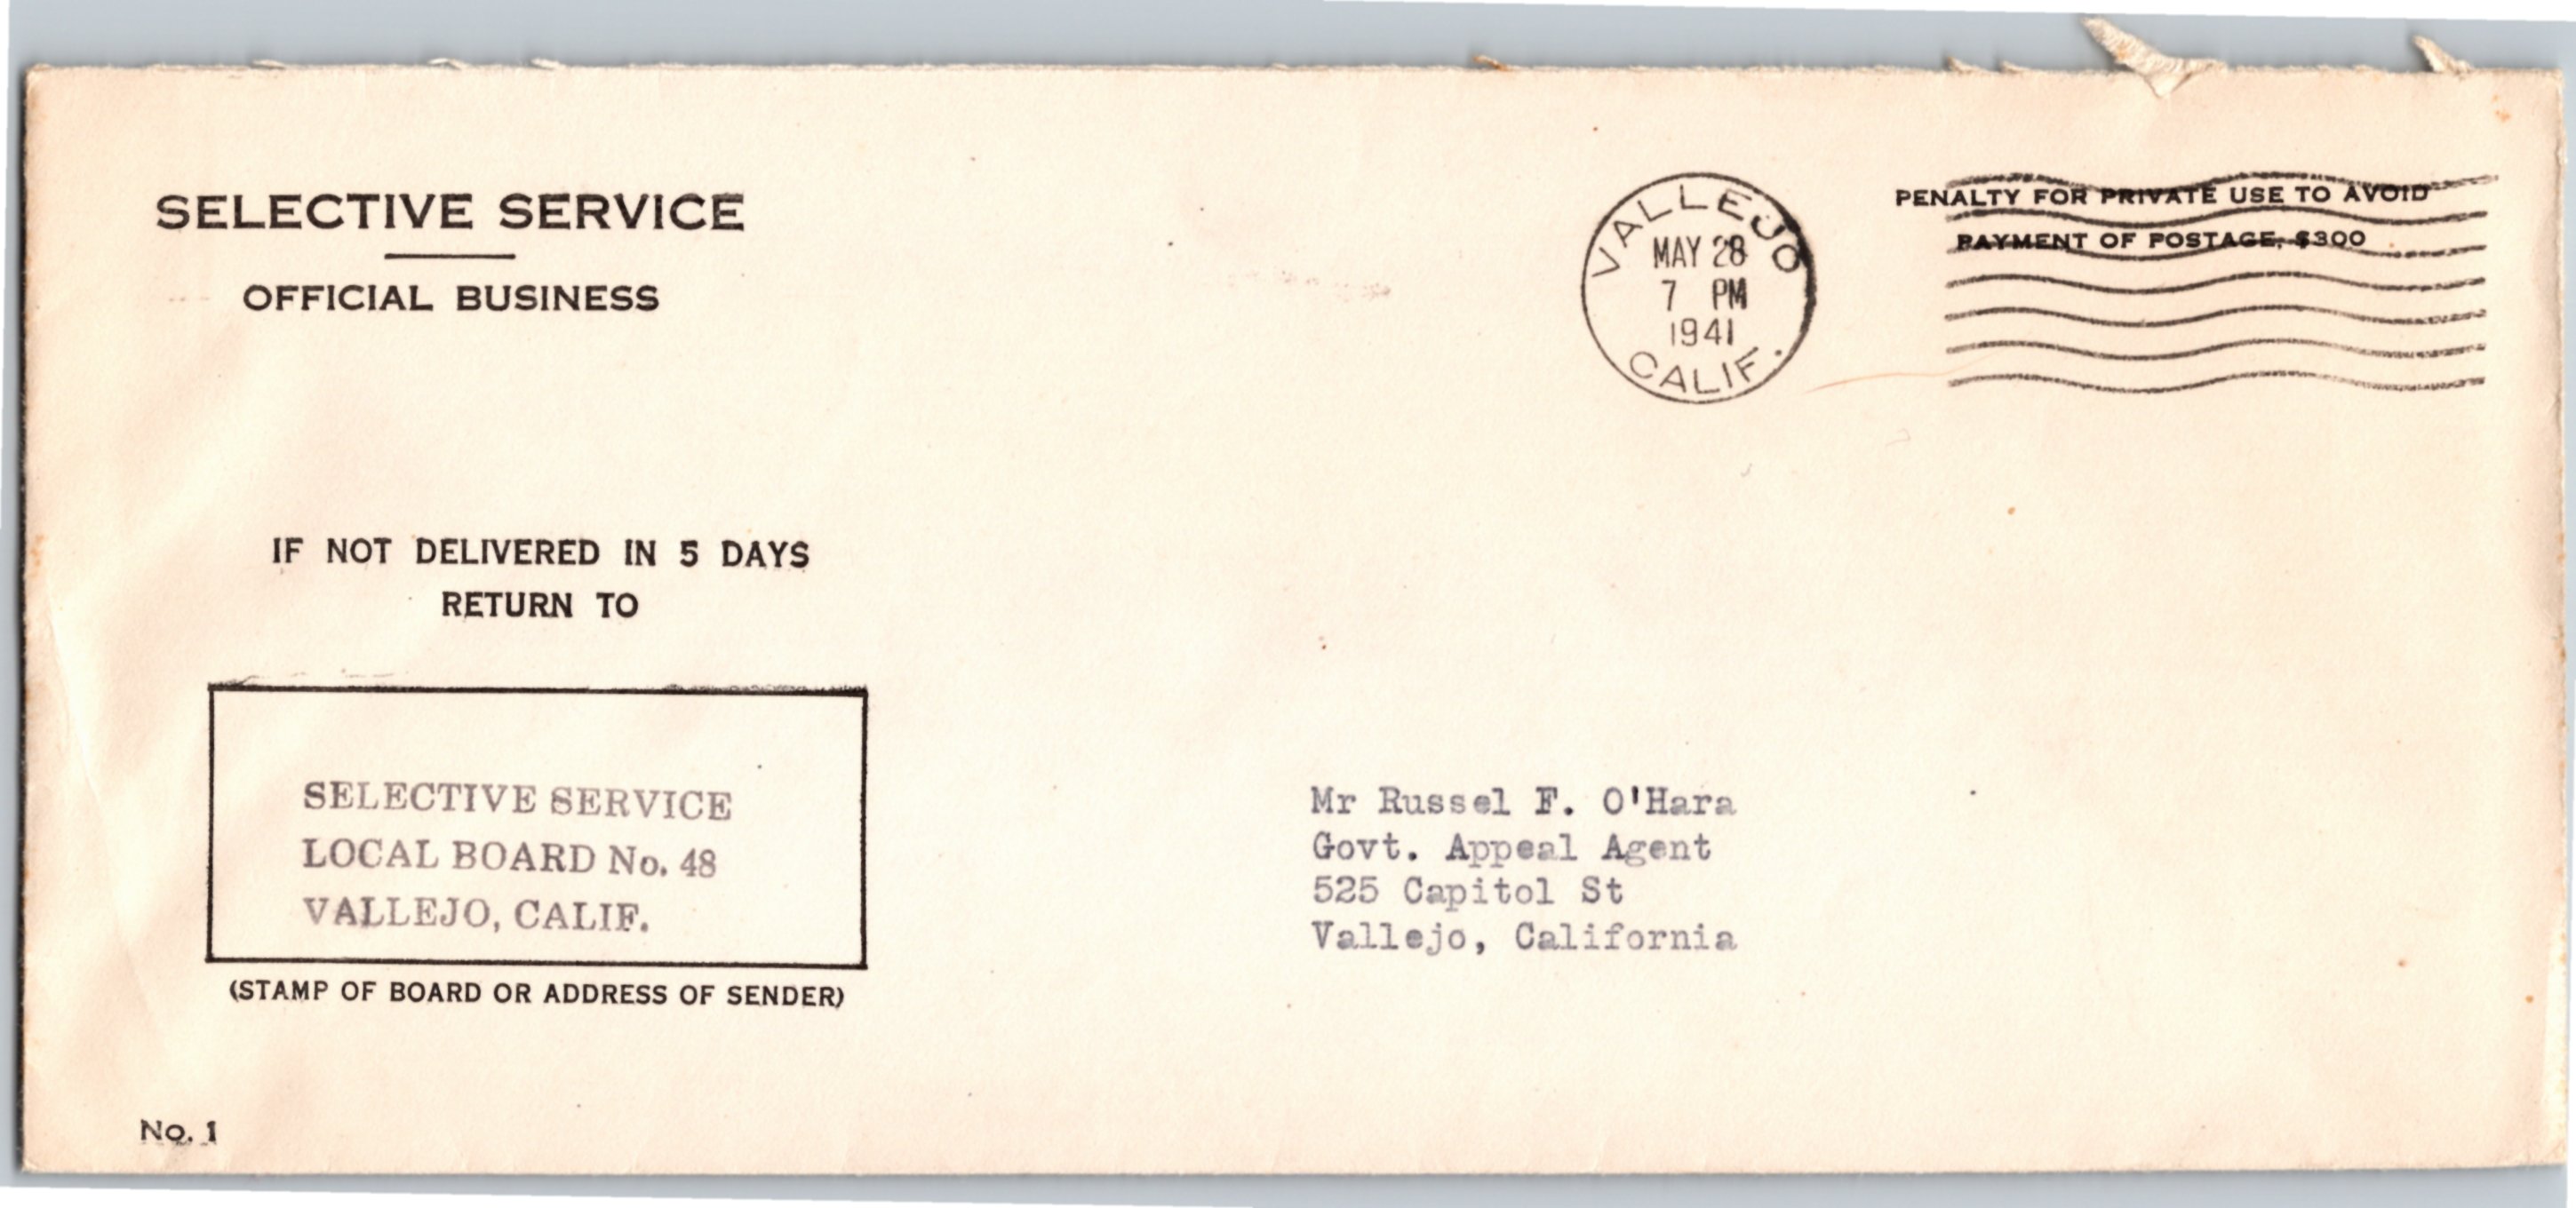 SELECTIVE SERVICE
OFFICIAL BUSINESS
VALLEJO
MAY 28
7 PM
1941
CALIF.
PENALTY FOR PRIVATE USE TO AVOID
PAYMENT OF POSTAGE, $300
IF NOT DELIVERED IN 5 DAYS
RETURN TO
SELECTIVE SERVICE
LOCAL BOARD No. 48
VALLEJO, CALIF.
(STAMP OF BOARD OR ADDRESS OF SENDER)
Mr Russel F. O'Hara
Govt. Appeal Agent
525 Capitol St
Vallejo, California
No. 1